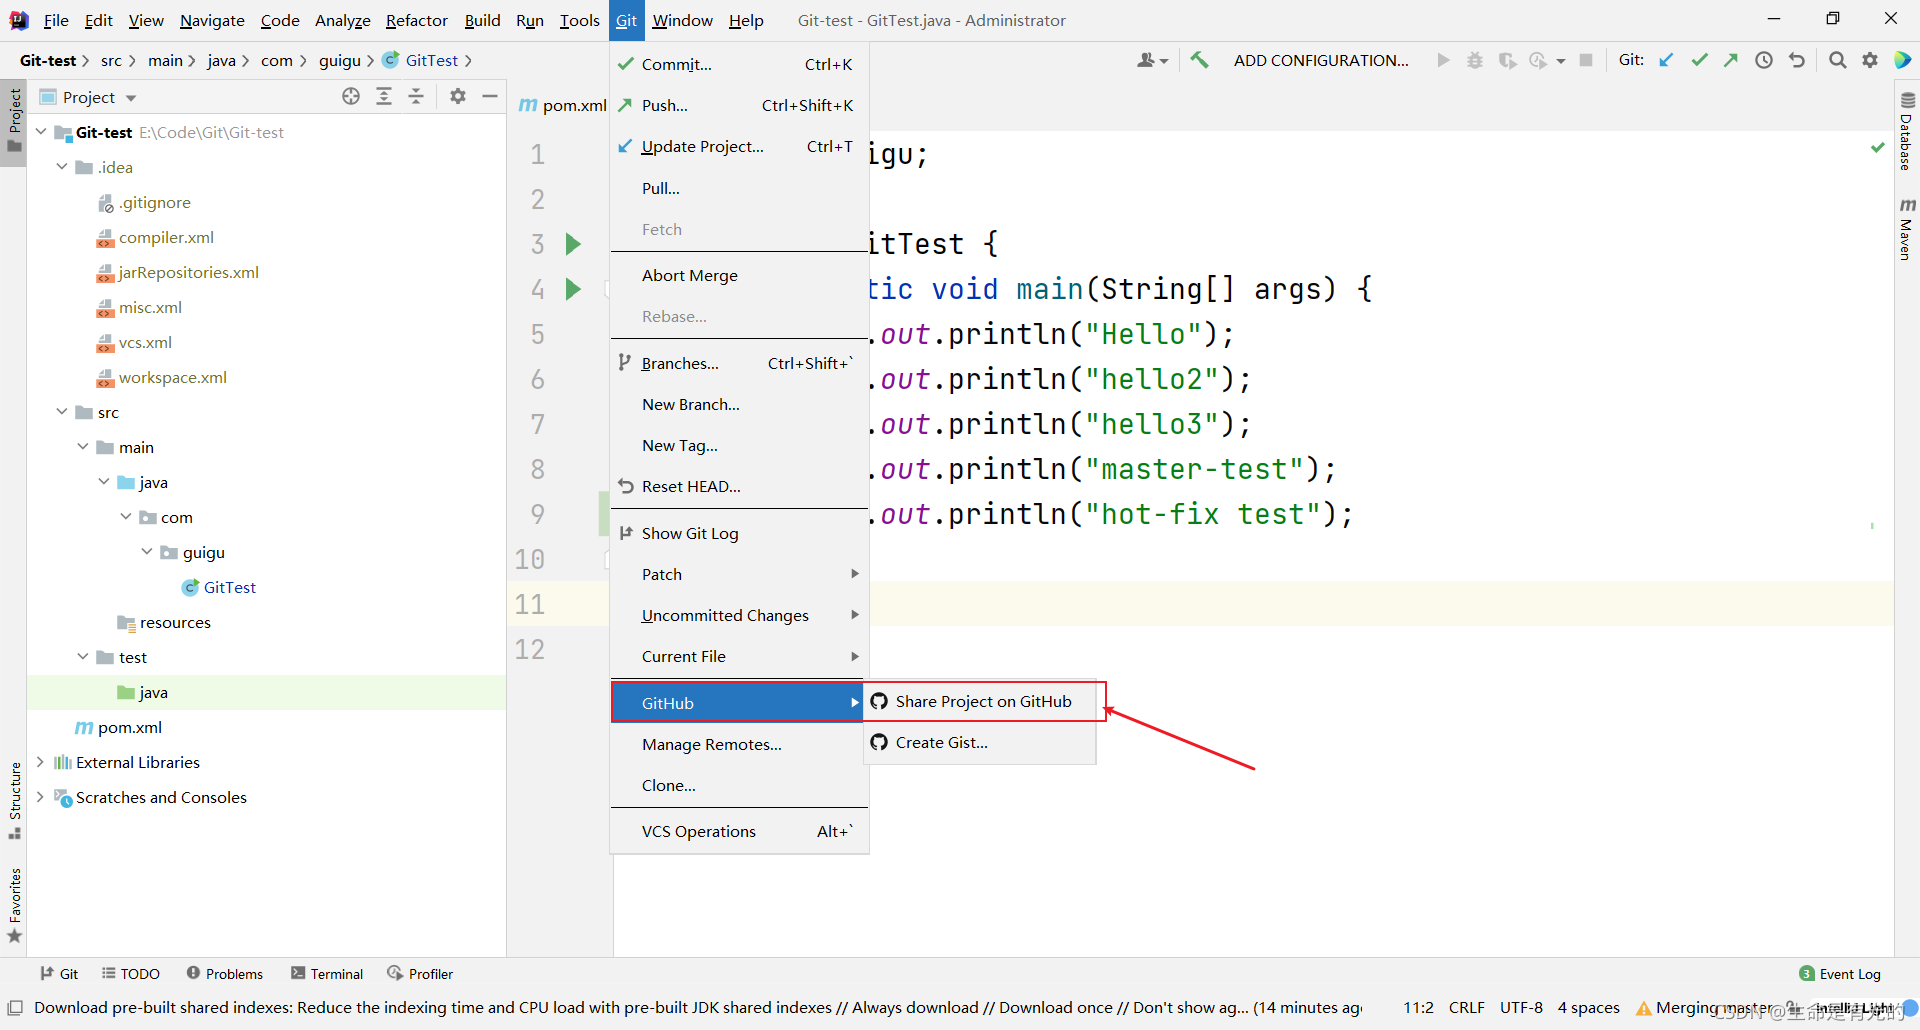 File Edit View Navigate Code Analyze Refactor Build Run Tools Git Window Help Git-test - GitTest.java - Administrator
Git-test src main java com guigu GitTest ADD CONFIGURATION... Git:
Project
Project
Git-test E:\Code\Git\Git-test
.idea
.gitignore
compiler.xml
jarRepositories.xml
misc.xml
vcs.xml
workspace.xml
src
main
java
com
guigu
GitTest
resources
test
java
pom.xml
External Libraries
Scratches and Consoles
Structure
Favorites
Commit... Ctrl+K
Push... Ctrl+Shift+K
Update Project... Ctrl+T
Pull...
Fetch
Abort Merge
Rebase...
Branches... Ctrl+Shift+`
New Branch...
New Tag...
Reset HEAD...
Show Git Log
Patch
Uncommitted Changes
Current File
GitHub
Manage Remotes...
Clone...
VCS Operations Alt+`
Share Project on GitHub
Create Gist...
pom.xml
1 igu;
2
3 itTest {
4 tic void main(String[] args) {
5 .out.println("Hello");
6 .out.println("hello2");
7 .out.println("hello3");
8 .out.println("master-test");
9 .out.println("hot-fix test");
10
11
12
Database
Maven
Git TODO Problems Terminal Profiler 3 Event Log
Download pre-built shared indexes: Reduce the indexing time and CPU load with pre-built JDK shared indexes // Always download // Download once // Don't show ag... (14 minutes ago 11:2 CRLF UTF-8 4 spaces Merging master IntelliJ Light
CSDN @生命是有光的